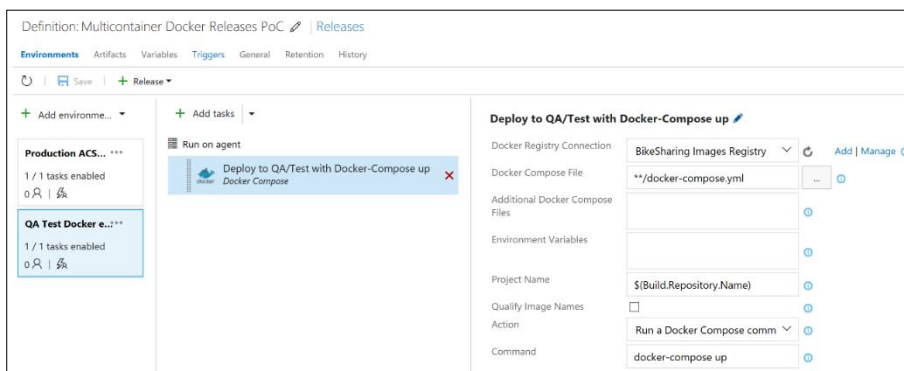 Definition: Multicontainer Docker Releases PoC | Releases
Environments Artifacts Variables Triggers General Retention History
Save + Release
+ Add environme...
+ Add tasks
Production ACS... ***
1 / 1 tasks enabled
0 |
QA Test Docker e...***
1 / 1 tasks enabled
0 |
Run on agent
Deploy to QA/Test with Docker-Compose up
docker
Docker Compose
Deploy to QA/Test with Docker-Compose up
Docker Registry Connection BikeSharing Images Registry Add | Manage
Docker Compose File **/docker-compose.yml ...
Additional Docker Compose
Files
Environment Variables
Project Name $(Build.Repository.Name)
Qualify Image Names
Action Run a Docker Compose comm
Command docker-compose up